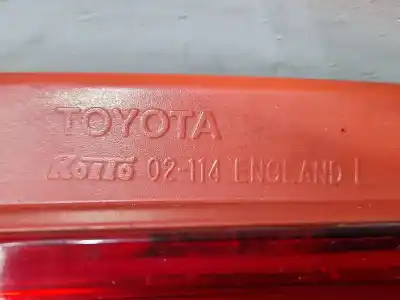 TOYOTA
KOITO 02-114 ENGLAND I